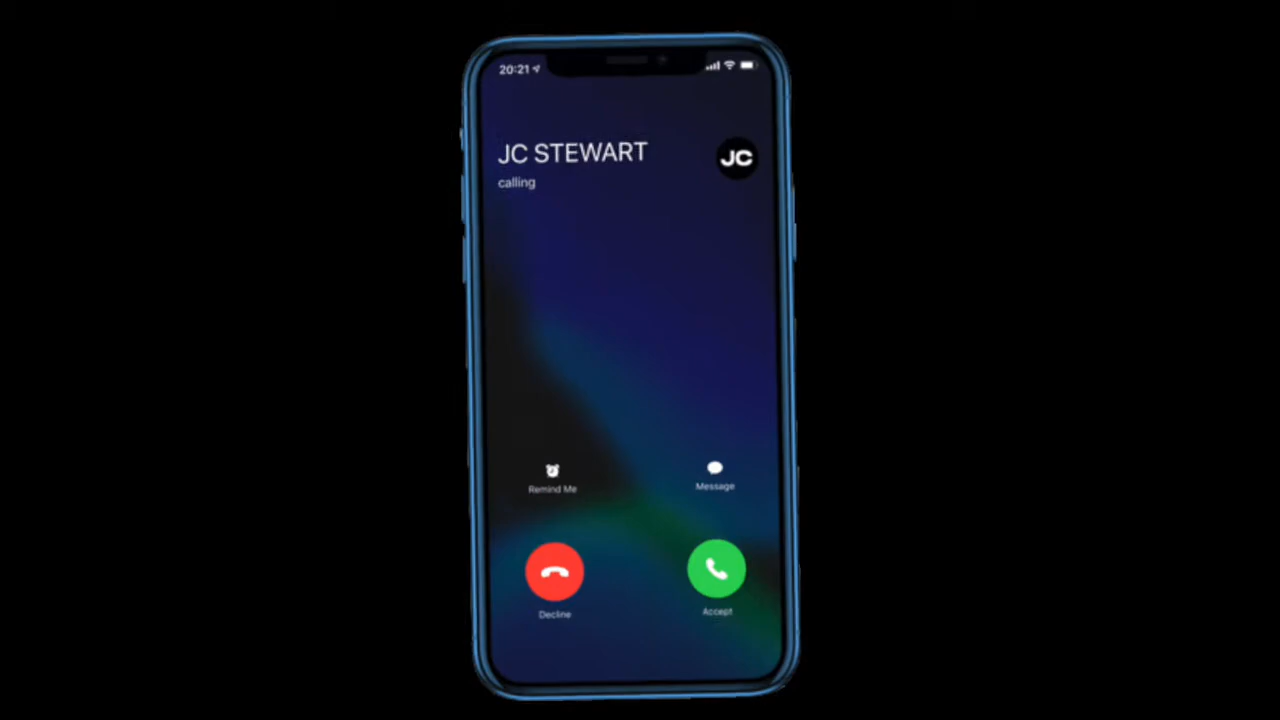 20:21
JC STEWART
JC
calling
Remind Me
Message
Decline
Accept